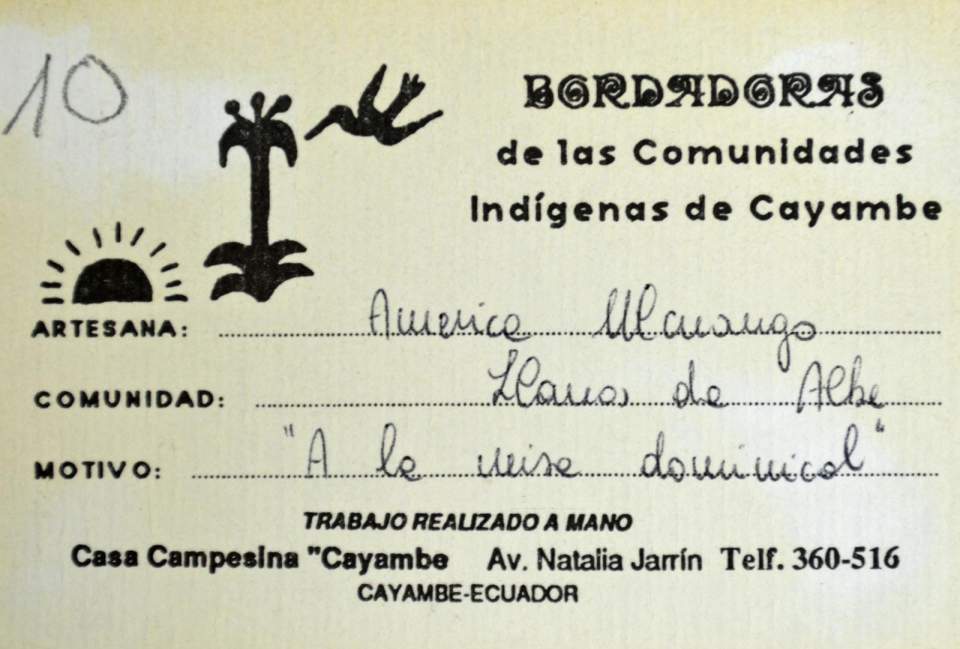 10
BORDADORAS
de las Comunidades
Indígenas de Cayambe
ARTESANA: America Ulcuango
COMUNIDAD: Llanos de Alba
MOTIVO: "A la misa dominical"
TRABAJO REALIZADO A MANO
Casa Campesina "Cayambe Av. Natalia Jarrín Telf. 360-516
CAYAMBE-ECUADOR